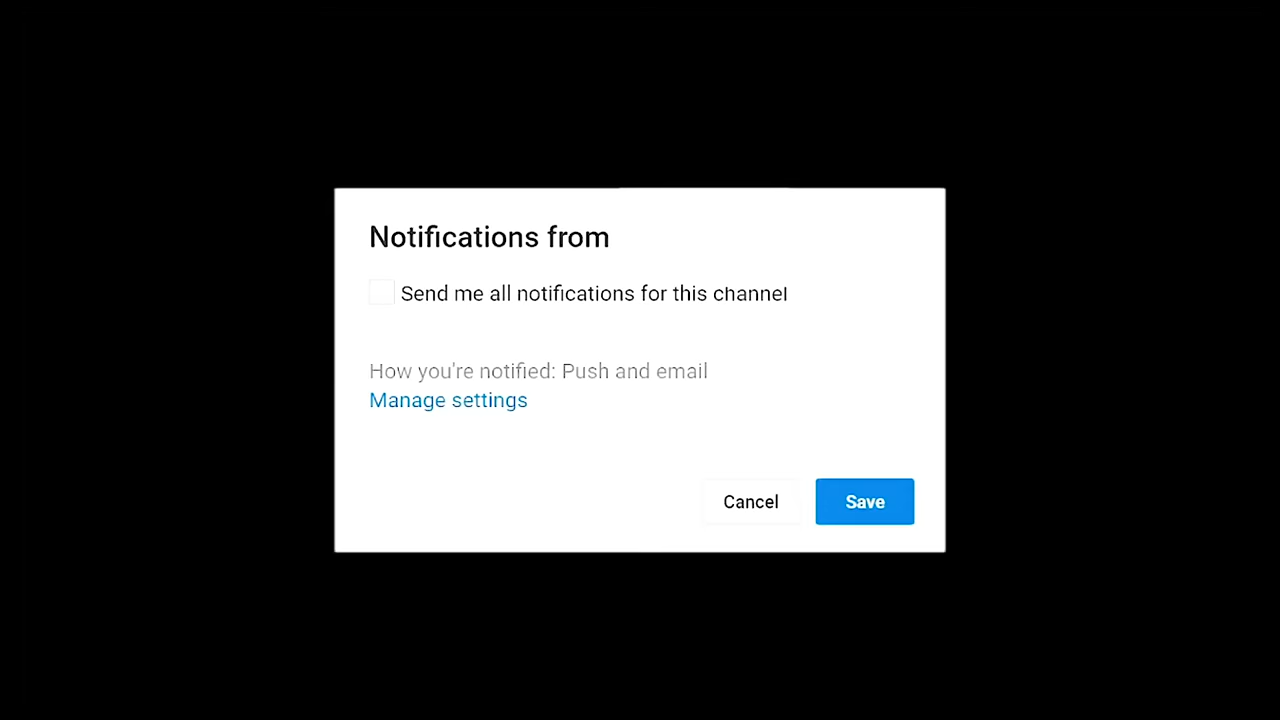 Notifications from
Send me all notifications for this channel
How you're notified: Push and email
Manage settings
Cancel
Save